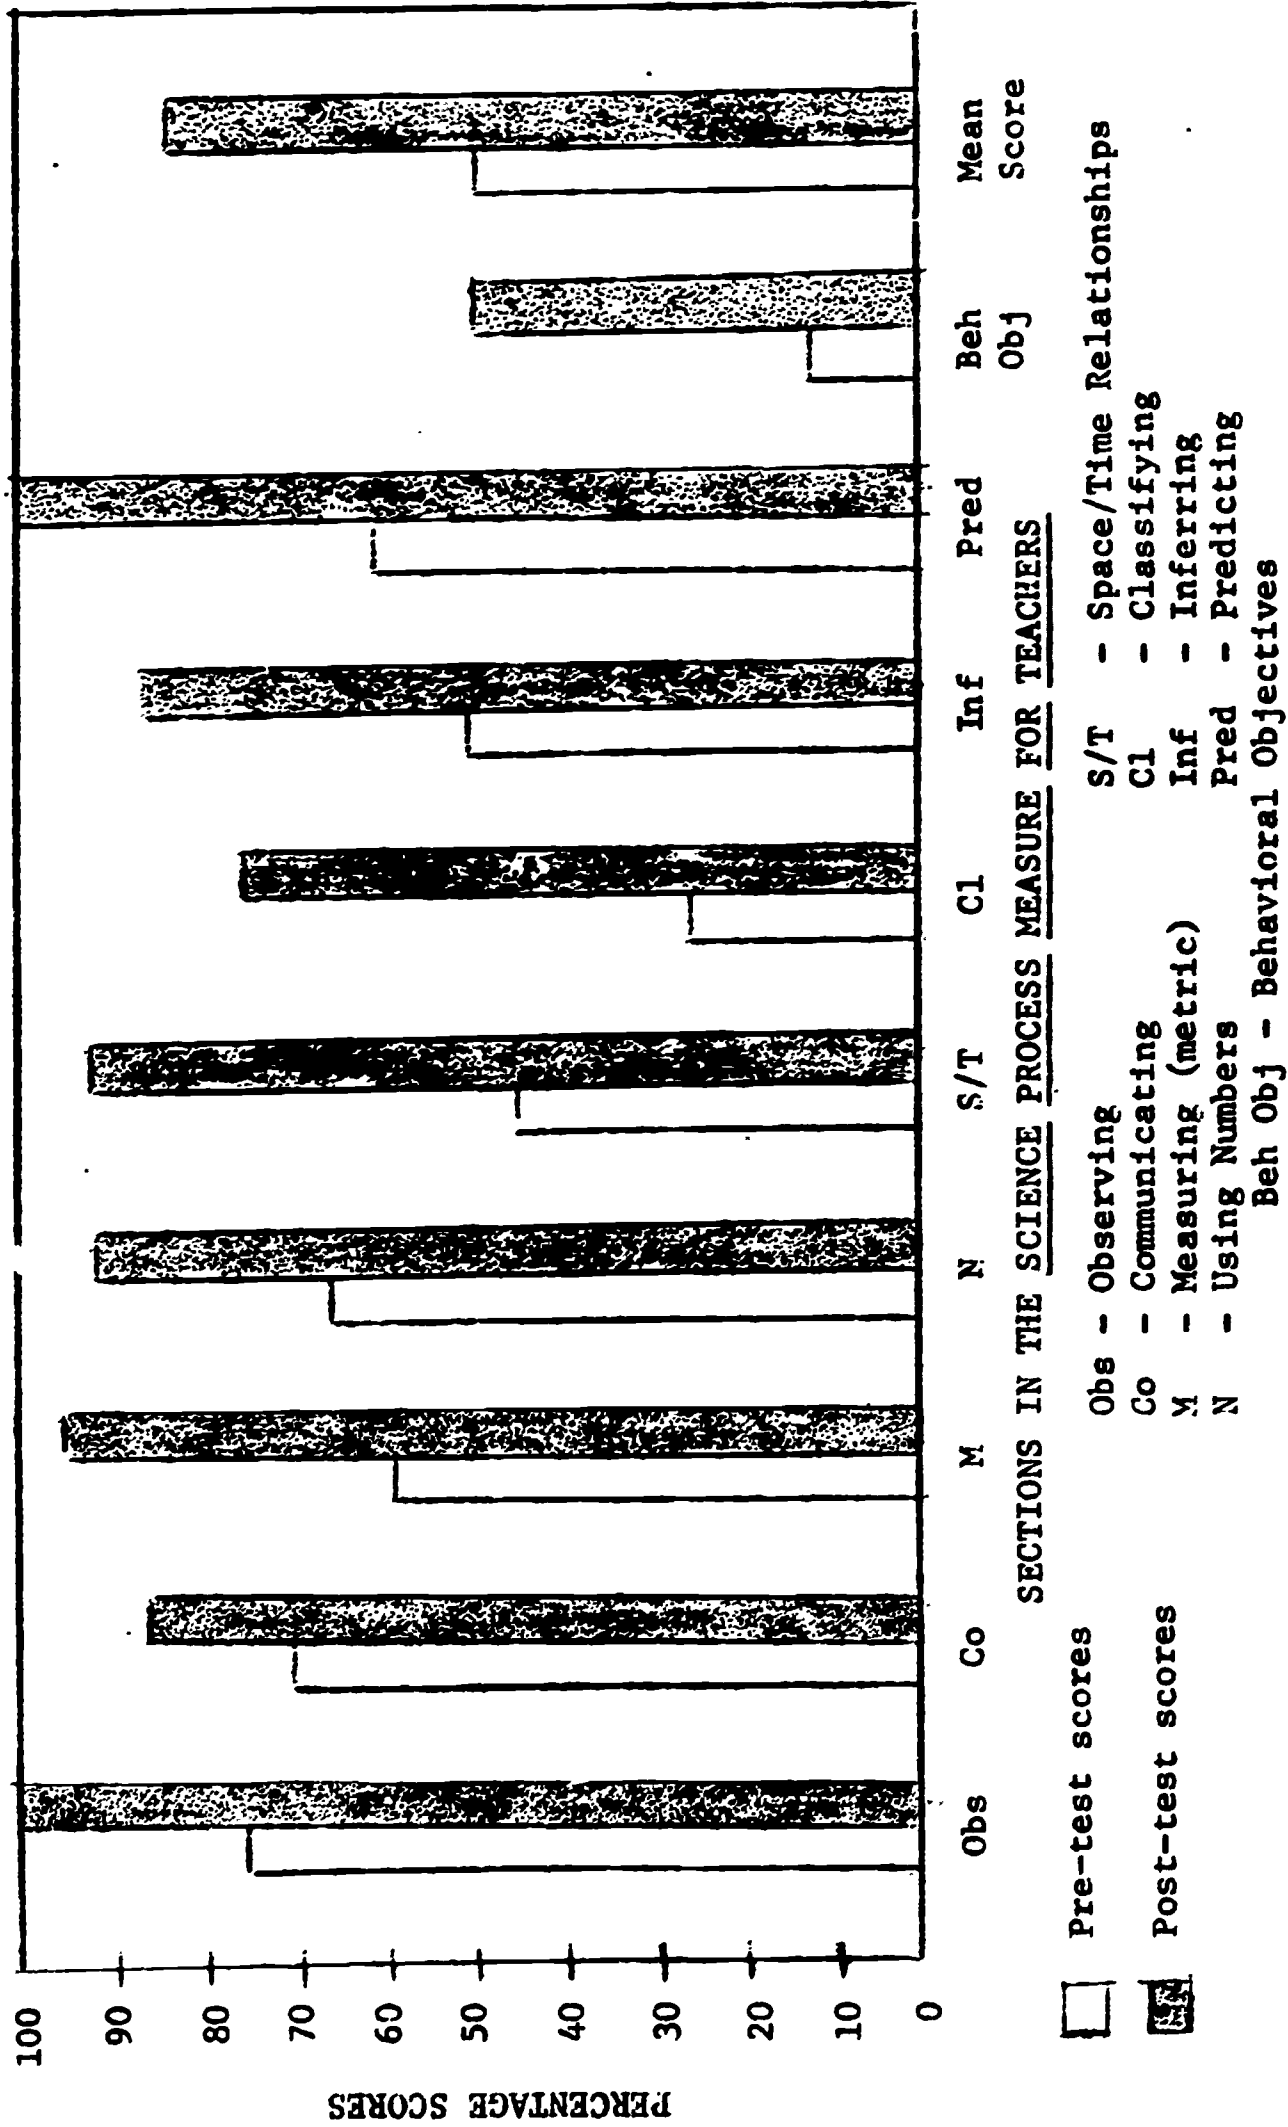 PERCENTAGE SCORES
100
90
80
70
60
50
40
30
20
10
0
Obs Co M N S/T Cl Inf Pred Beh Obj Mean Score
SECTIONS IN THE SCIENCE PROCESS MEASURE FOR TEACHERS
Pre-test scores
Post-test scores
Obs - Observing
Co - Communicating
M - Measuring (metric)
N - Using Numbers
S/T - Space/Time Relationships
Cl - Classifying
Inf - Inferring
Pred - Predicting
Beh Obj - Behavioral Objectives